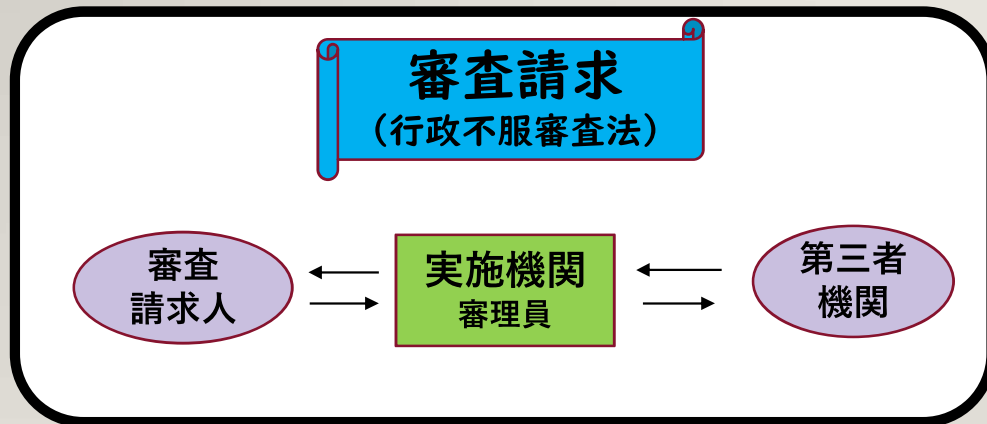 審査請求
（行政不服審査法）
審査
請求人
実施機関
審理員
第三者
機関